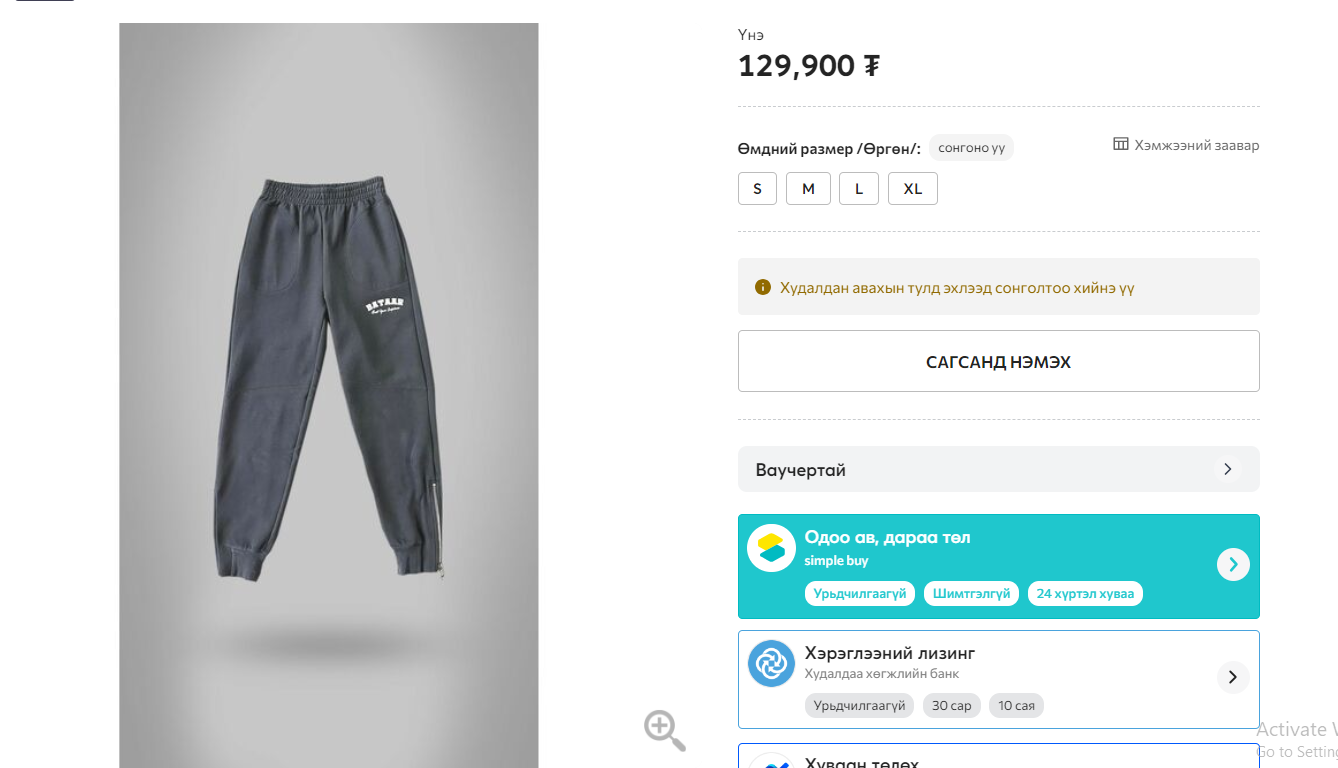 Үнэ
129,900 ₮
Өмдний размер /Өргөн/: сонгоно уу
Хэмжээний заавар
S M L XL
Худалдан авахын тулд эхлээд сонголтоо хийнэ үү
САГСАНД НЭМЭХ
Ваучертай
Одоо ав, дараа төл
simple buy
Урьдчилгаагүй Шимтгэлгүй 24 хүртэл хуваа
Хэрэглээний лизинг
Худалдаа хөгжлийн банк
Урьдчилгаагүй 30 сар 10 сая
Хуваан төлөх
Activate
Go to